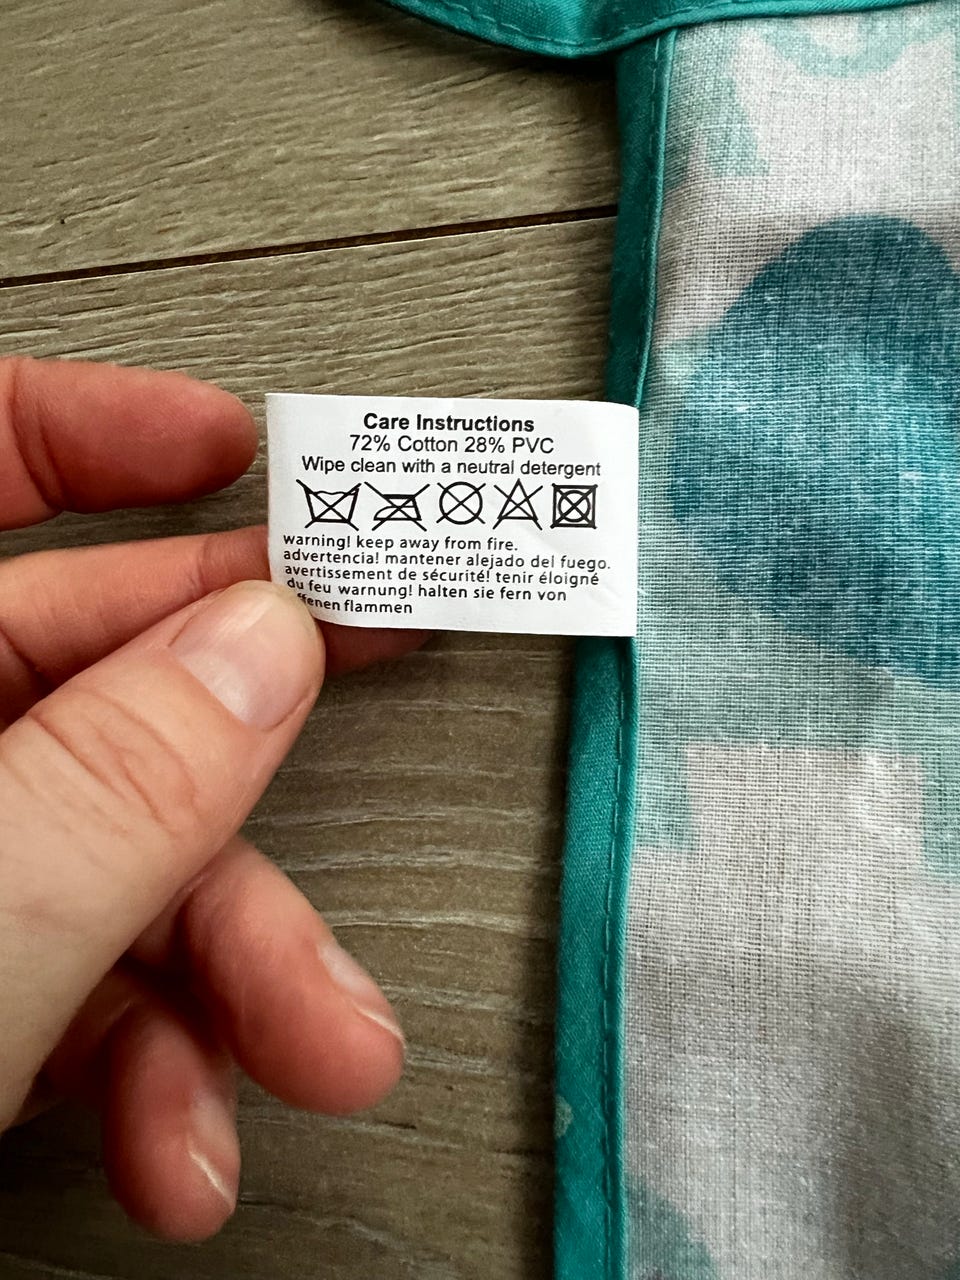 Care Instructions
72% Cotton 28% PVC
Wipe clean with a neutral detergent
warning! keep away from fire.
advertencia! mantener alejado del fuego.
avertissement de sécurité! tenir éloigné
du feu warnung! halten sie fern von
flammen